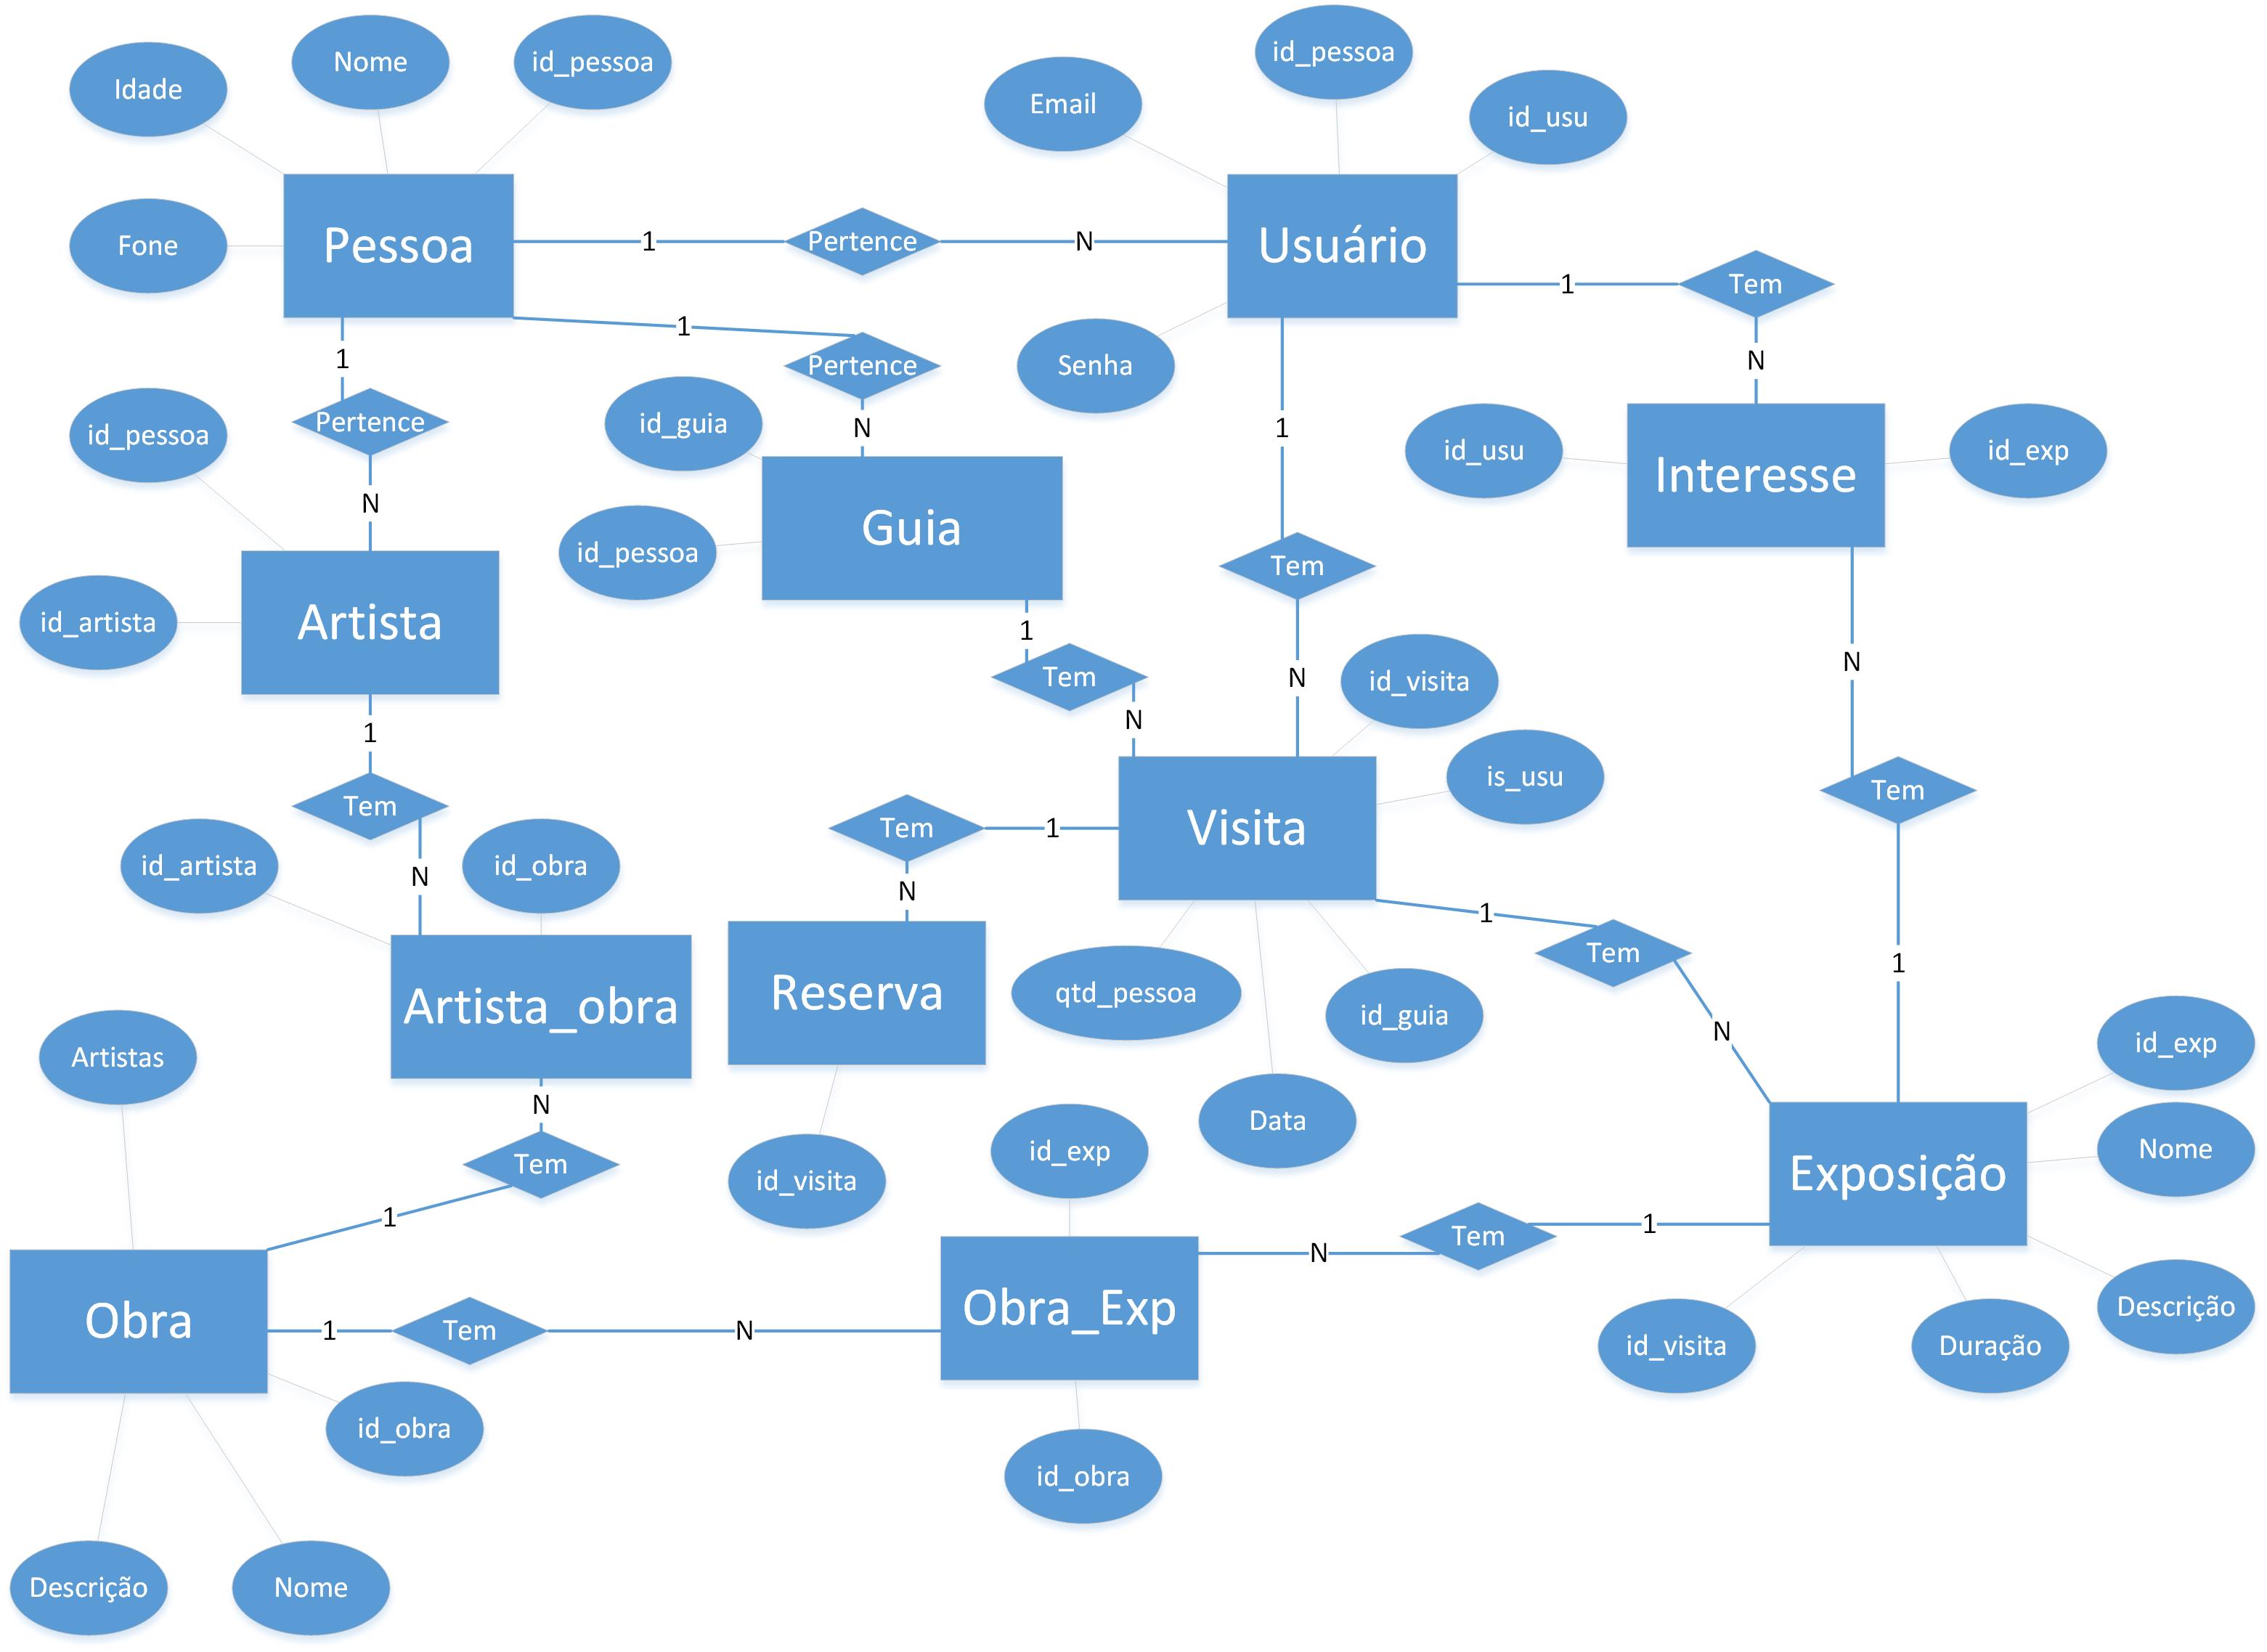 id_pessoa
Nome
id_pessoa
Idade
Email
id_usu
Pessoa
1
Pertence
N
Usuário
Fone
1
Tem
1
Pertence
Senha
1
N
id_pessoa
Pertence
id_guia
N
1
id_usu
Interesse
id_exp
N
id_pessoa
Guia
Tem
id_artista
Artista
1
Tem
N
id_visita
N
N
1
is_usu
Tem
Tem
1
Visita
Tem
id_artista
N
id_obra
N
1
Tem
1
Artista_obra
Reserva
qtd_pessoa
id_guia
N
id_exp
Artistas
N
Data
Nome
id_exp
Tem
id_visita
Exposição
1
Tem
1
N
Descrição
Obra
1
Tem
N
Obra_Exp
id_visita
Duração
id_obra
id_obra
Descrição
Nome